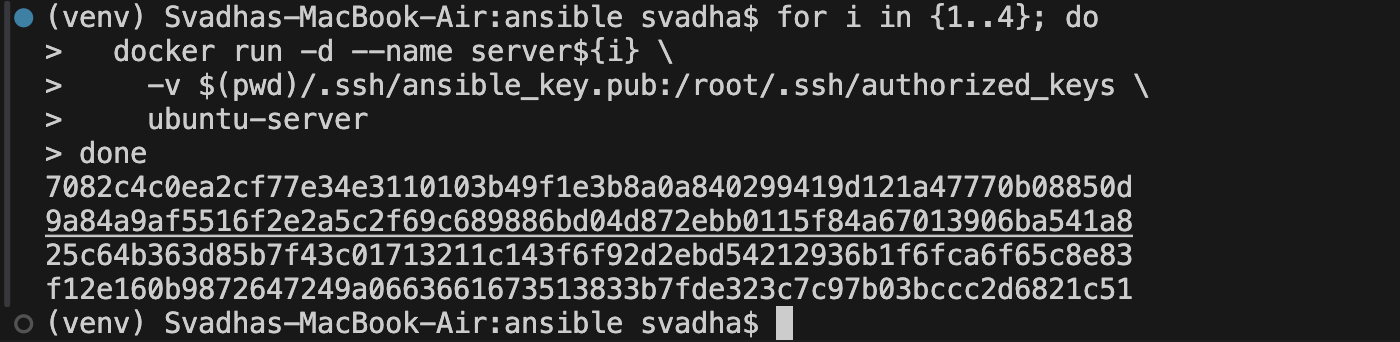 (venv) Svadhas-MacBook-Air:ansible svadha$ for i in {1..4}; do
>   docker run -d --name server${i} \
>     -v $(pwd)/.ssh/ansible_key.pub:/root/.ssh/authorized_keys \
>     ubuntu-server
> done
7082c4c0ea2cf77e34e3110103b49f1e3b8a0a840299419d121a47770b08850d
9a84a9af5516f2e2a5c2f69c689886bd04d872ebb0115f84a67013906ba541a8
25c64b363d85b7f43c01713211c143f6f92d2ebd54212936b1f6fca6f65c8e83
f12e160b9872647249a0663661673513833b7fde323c7c97b03bccc2d6821c51
(venv) Svadhas-MacBook-Air:ansible svadha$